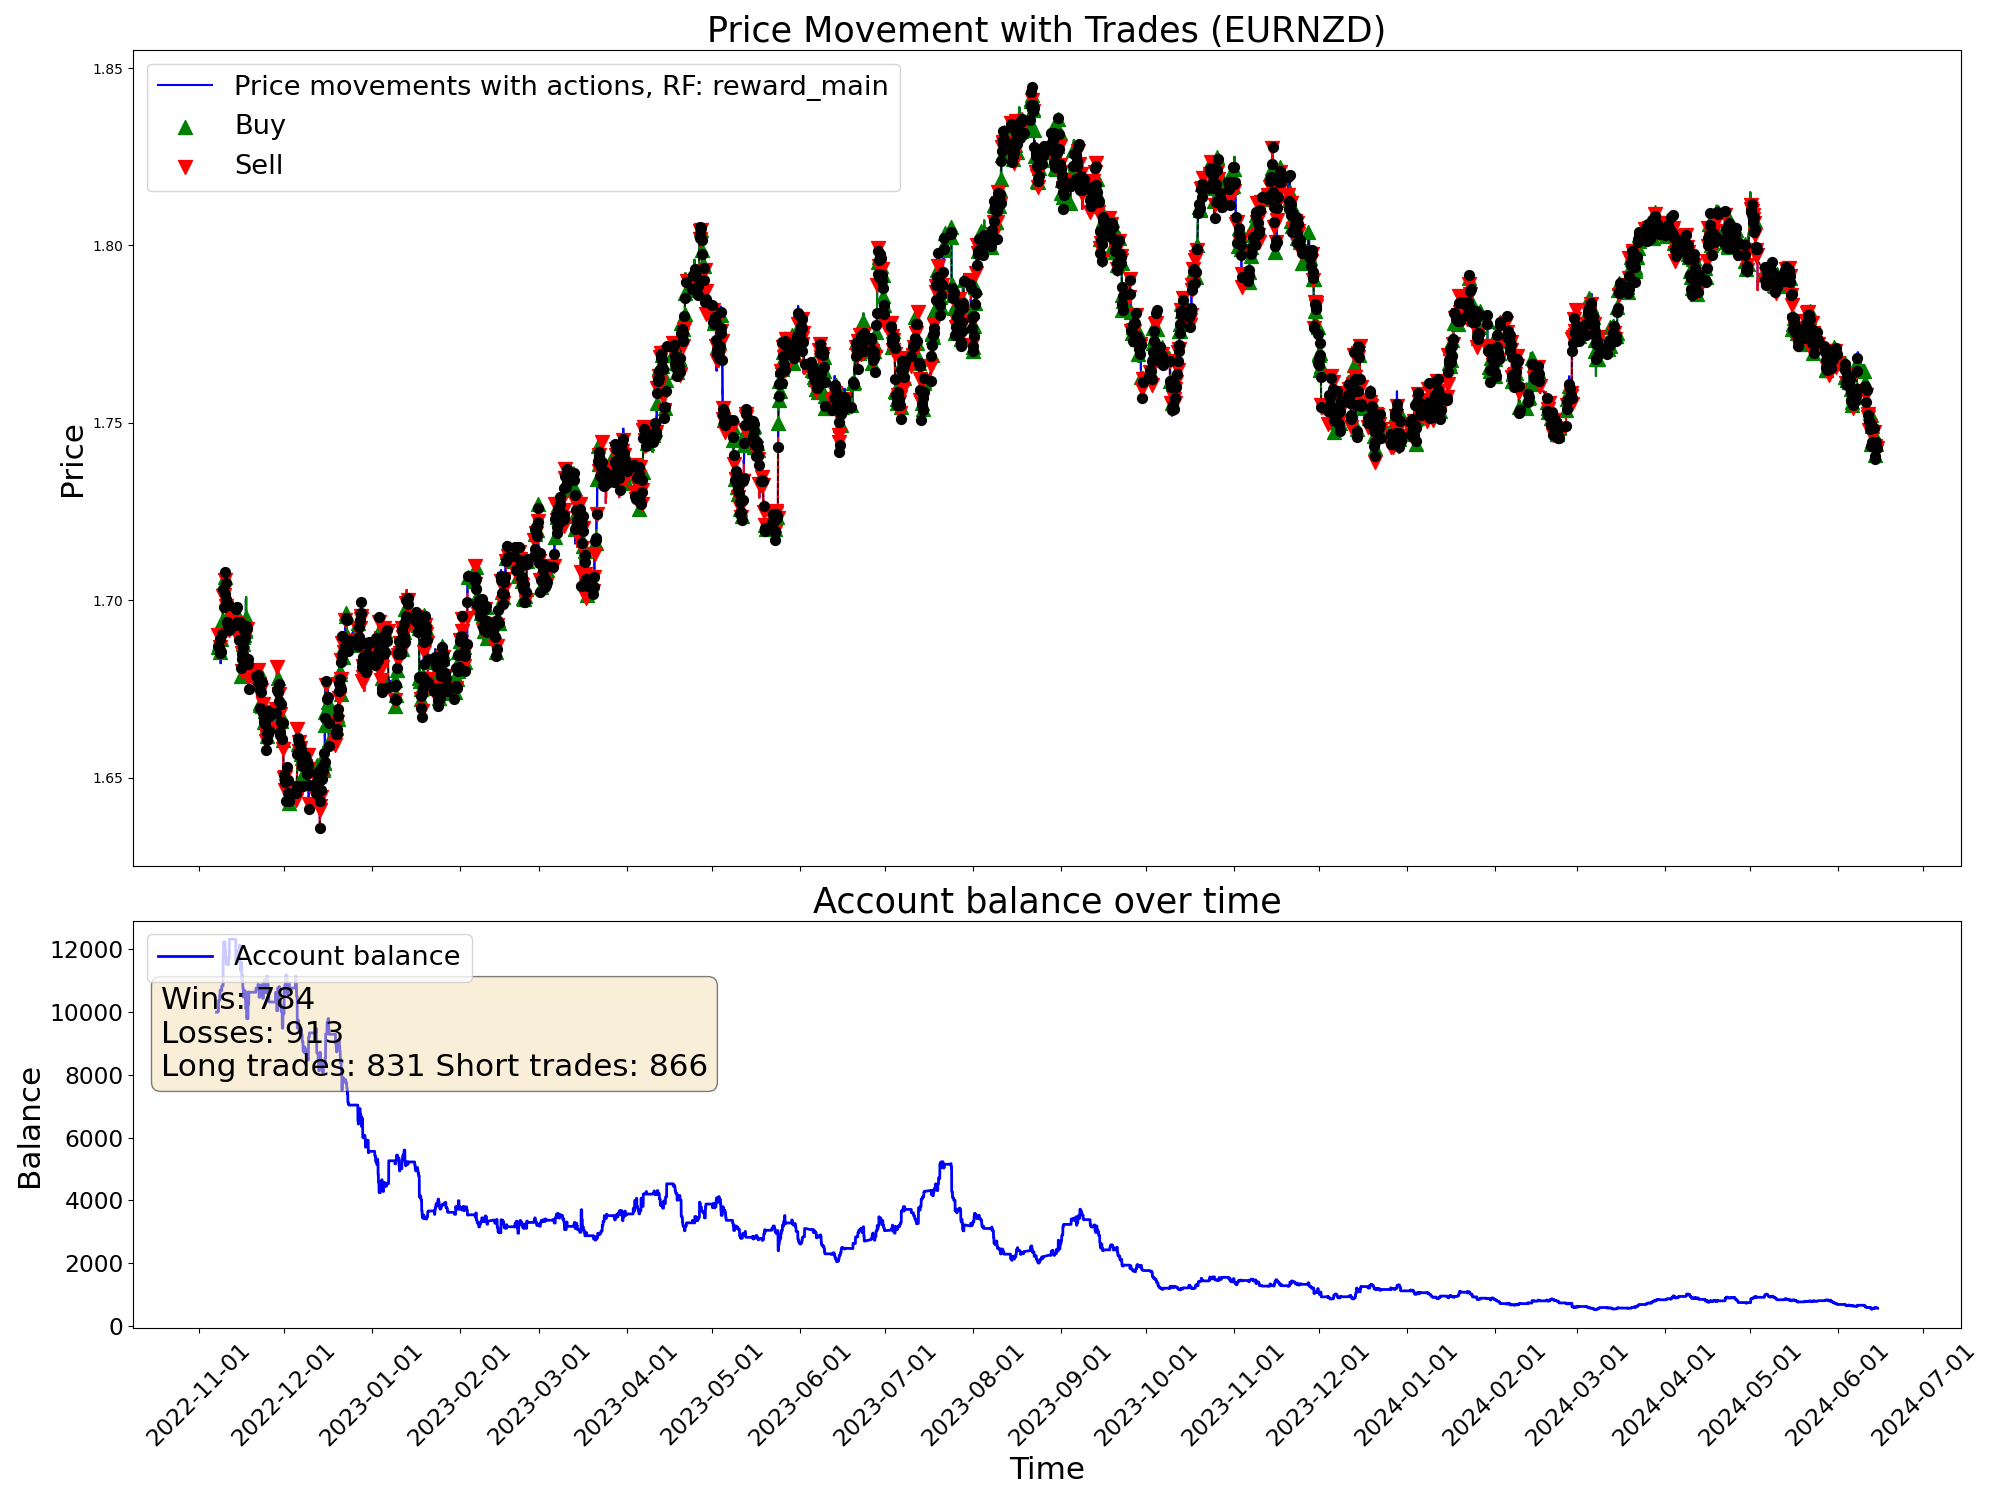 Price Movement with Trades (EURNZD)
1.85
Price movements with actions, RF: reward_main
Buy
Sell
1.80
1.75
1.70
1.65
Price
Account balance over time
12000
10000
8000
6000
4000
2000
0
Account balance
Wins: 784
Losses: 913
Long trades: 831 Short trades: 866
Balance
2022-11-01
2022-12-01
2023-01-01
2023-02-01
2023-03-01
2023-04-01
2023-05-01
2023-06-01
2023-07-01
2023-08-01
2023-09-01
2023-10-01
2023-11-01
2023-12-01
2024-01-01
2024-02-01
2024-03-01
2024-04-01
2024-05-01
2024-06-01
2024-07-01
Time